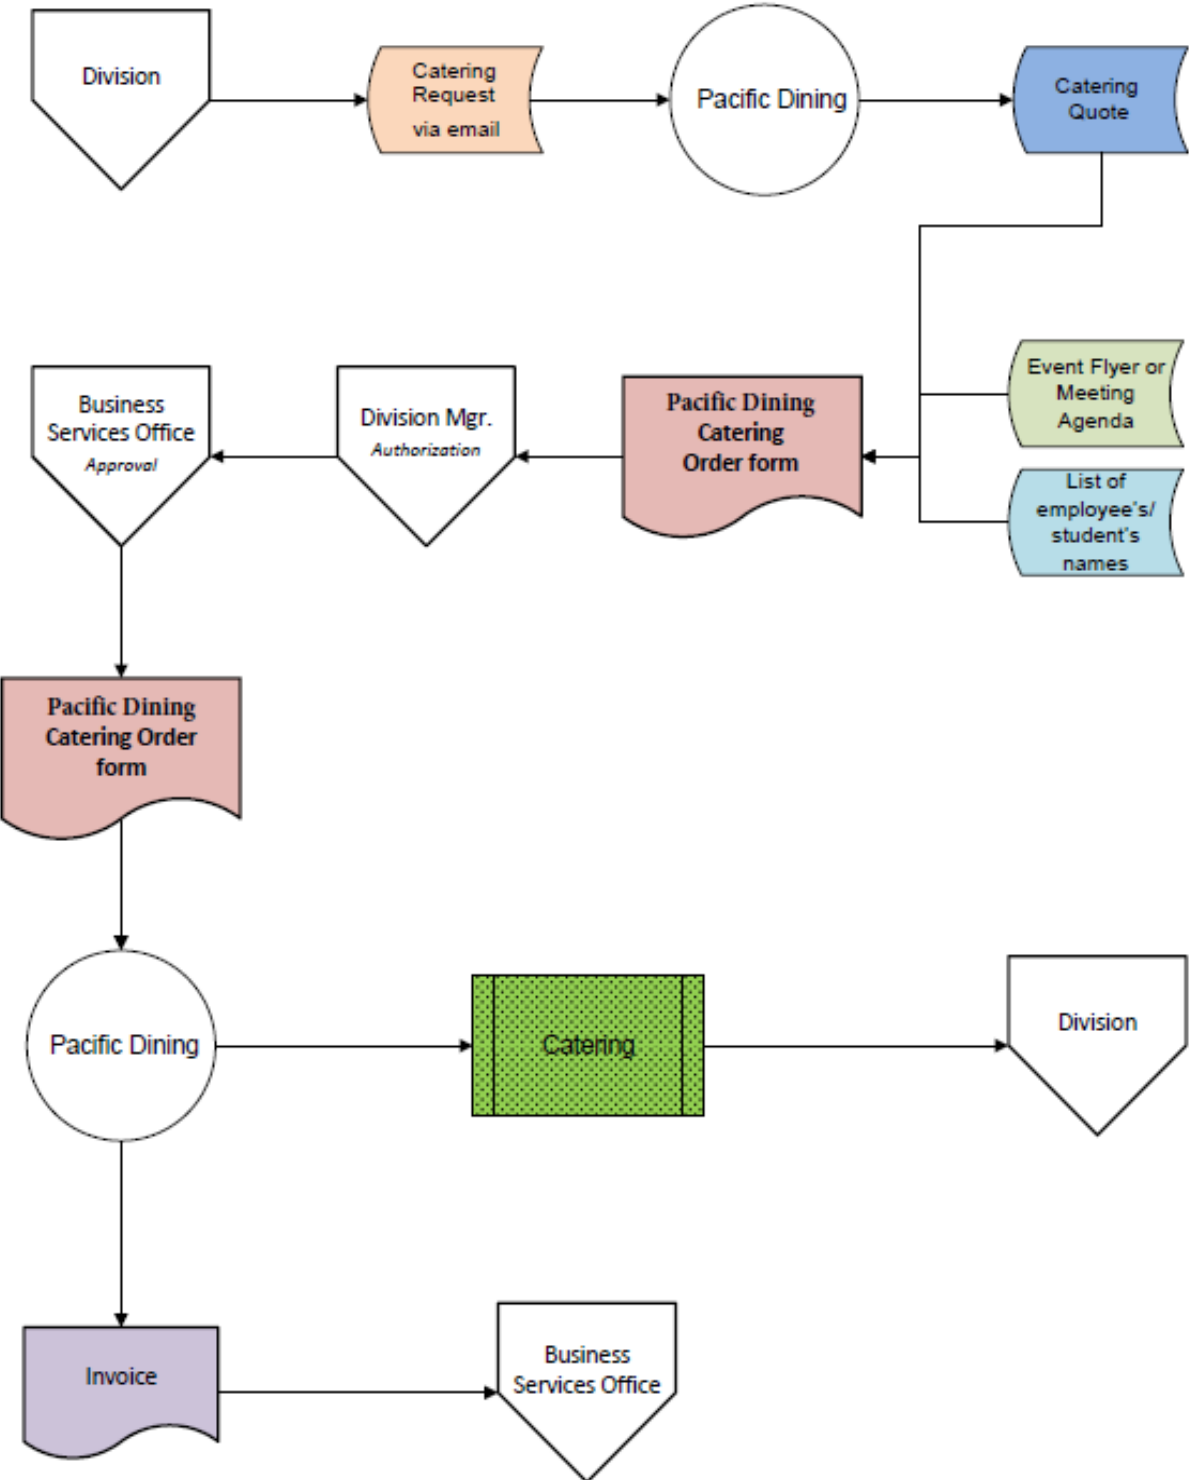 Division
Catering
Request
via email
Pacific Dining
Catering
Quote
Event Flyer or
Meeting
Agenda
List of
employee's/
student's
names
Pacific Dining
Catering
Order form
Division Mgr.
Authorization
Business
Services Office
Approval
Pacific Dining
Catering Order
form
Pacific Dining
Catering
Division
Invoice
Business
Services Office